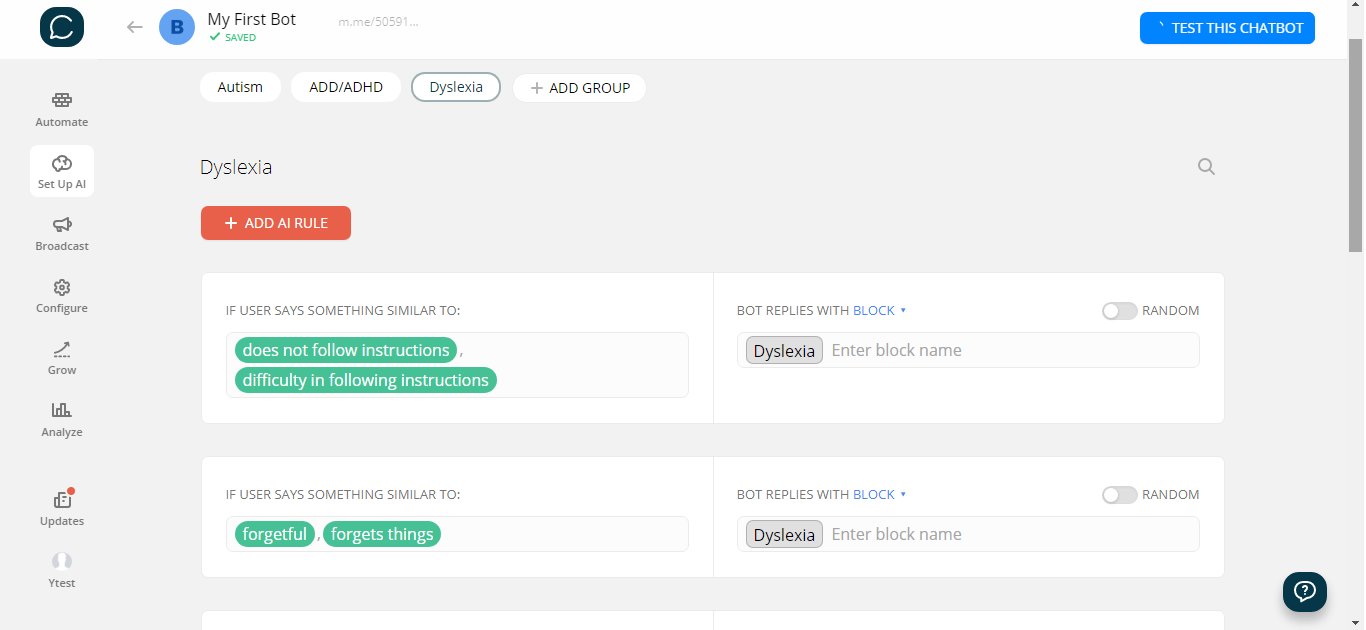 B
My First Bot
m.me/50591...
SAVED
TEST THIS CHATBOT
Autism
ADD/ADHD
Dyslexia
+ ADD GROUP
Automate
Set Up AI
Broadcast
Configure
Grow
Analyze
Updates
Ytest
Dyslexia
+ ADD AI RULE
IF USER SAYS SOMETHING SIMILAR TO:
does not follow instructions ,
difficulty in following instructions
BOT REPLIES WITH BLOCK
RANDOM
Dyslexia Enter block name
IF USER SAYS SOMETHING SIMILAR TO:
forgetful , forgets things
BOT REPLIES WITH BLOCK
RANDOM
Dyslexia Enter block name
?